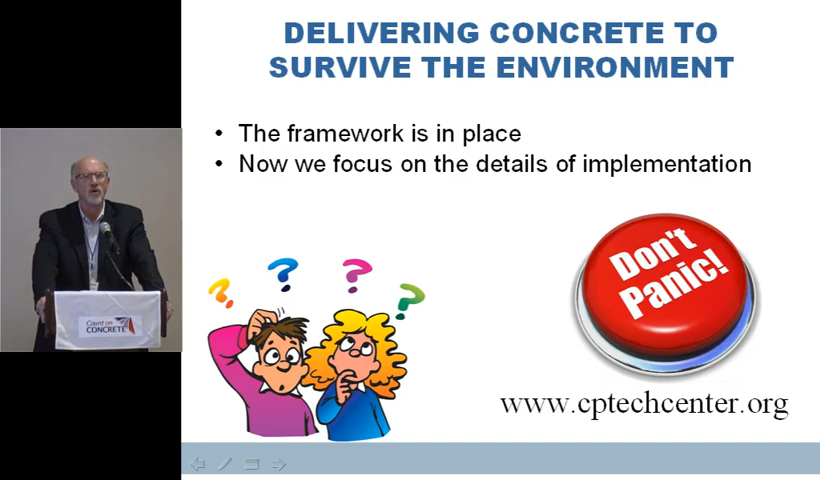 DELIVERING CONCRETE TO
SURVIVE THE ENVIRONMENT
• The framework is in place
• Now we focus on the details of implementation
? ? ? ?
Don't
Panic!
www.cptechcenter.org
Count on
CONCRETE